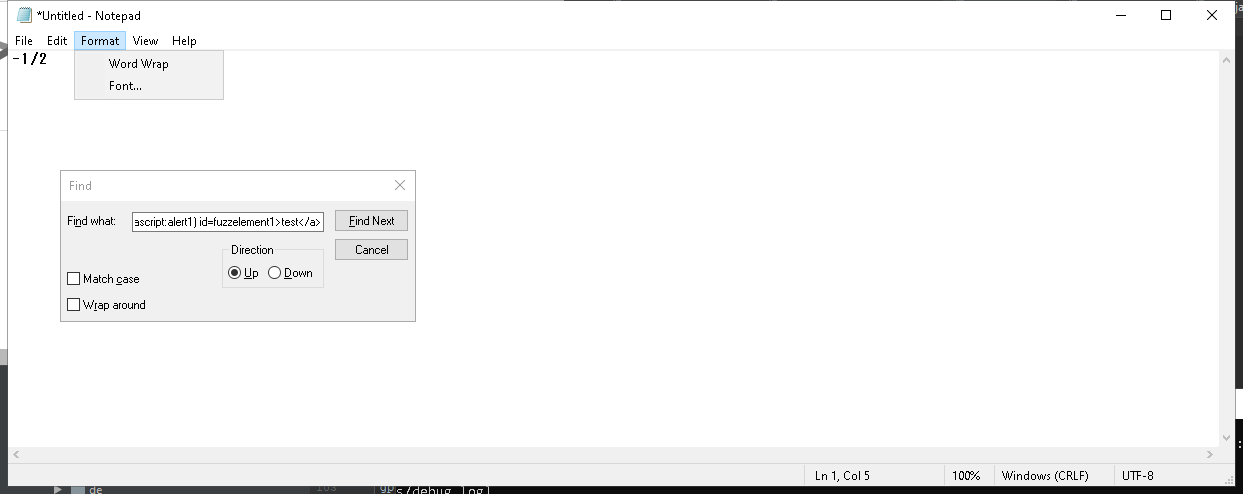 *Untitled - Notepad
File Edit Format View Help
-1/2
Word Wrap
Font...
Find
Find what: ascript:alert1) id=fuzzelement1>test</a> Find Next
Direction Cancel
Up Down
Match case
Wrap around
Ln 1, Col 5 100% Windows (CRLF) UTF-8
de